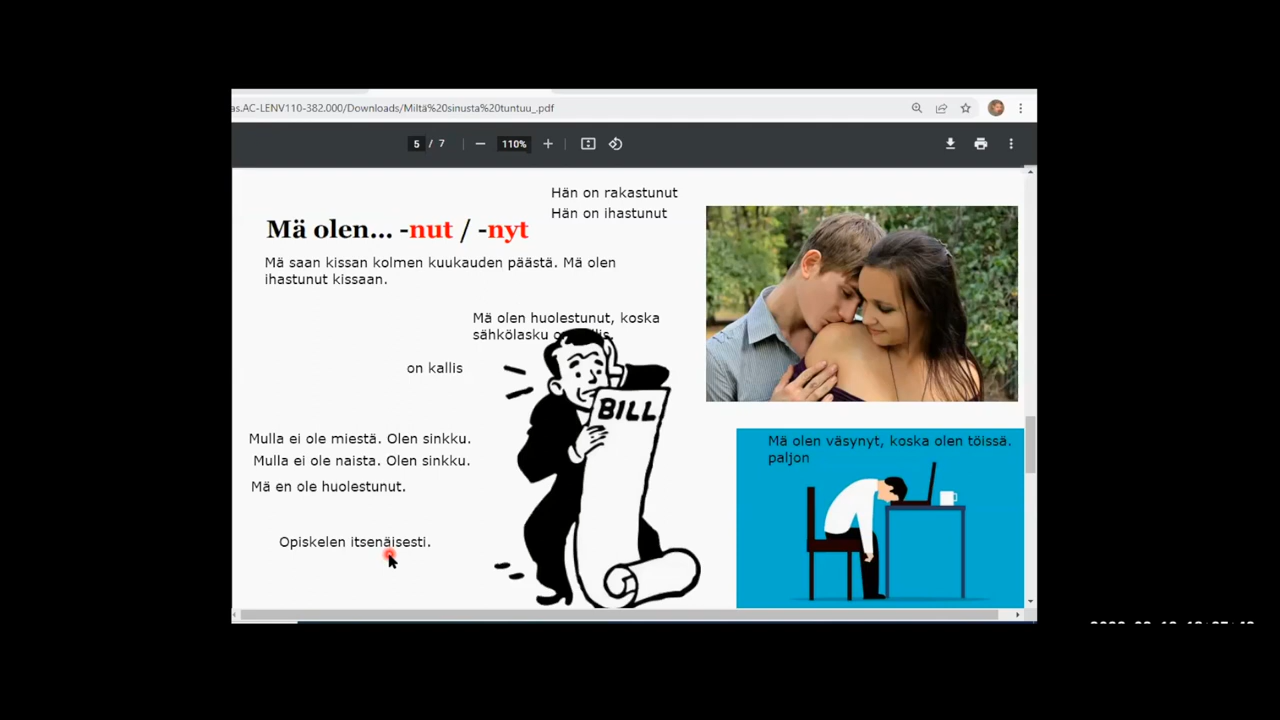 as.AC-LENV110-382.000/Downloads/Miltä%20sinusta%20tuntuu_.pdf
5 / 7
110%
Hän on rakastunut
Hän on ihastunut
Mä olen... -nut / -nyt
Mä saan kissan kolmen kuukauden päästä. Mä olen
ihastunut kissaan.
Mä olen huolestunut, koska
sähkölasku
on kallis
BILL
Mulla ei ole miestä. Olen sinkku.
Mulla ei ole naista. Olen sinkku.
Mä en ole huolestunut.
Opiskelen itsenäisesti.
Mä olen väsynyt, koska olen töissä.
paljon